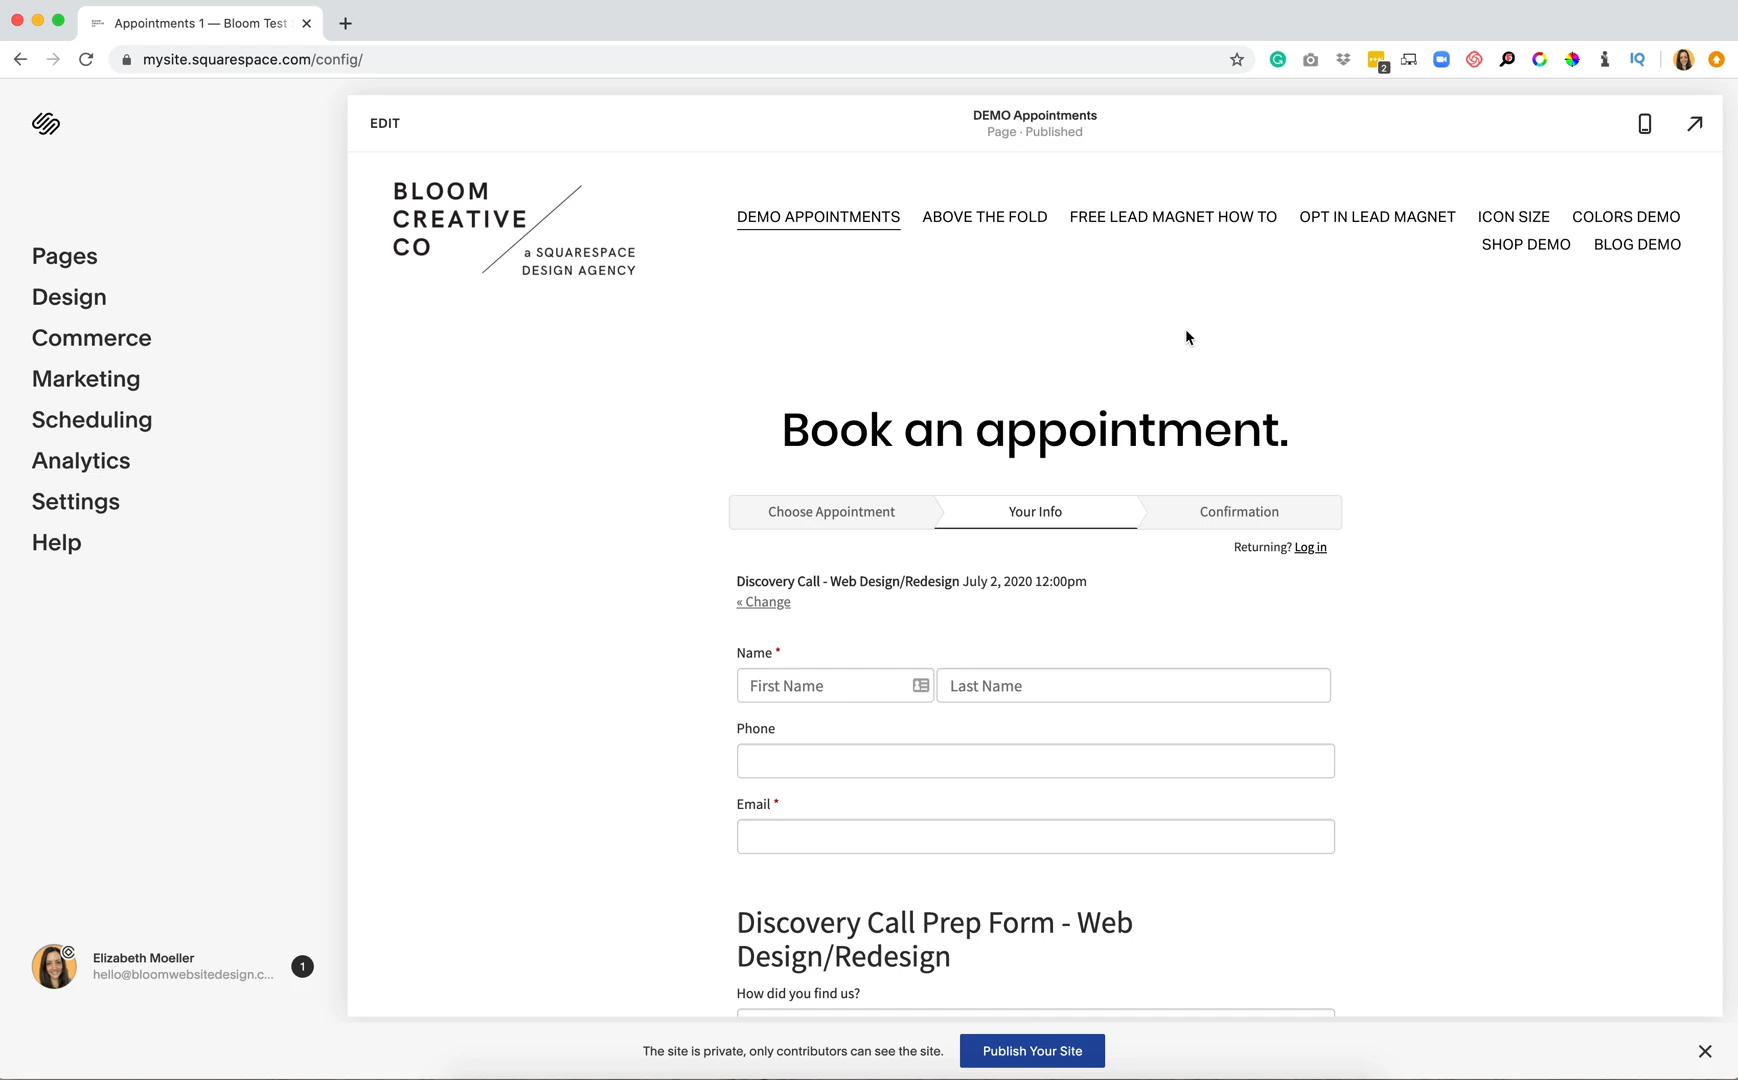 Appointments 1 — Bloom Test
mysite.squarespace.com/config/
2
IQ
EDIT
DEMO Appointments
Page · Published
BLOOM
CREATIVE
CO
a SQUARESPACE
DESIGN AGENCY
DEMO APPOINTMENTS ABOVE THE FOLD FREE LEAD MAGNET HOW TO OPT IN LEAD MAGNET ICON SIZE COLORS DEMO
SHOP DEMO BLOG DEMO
Pages
Design
Commerce
Marketing
Scheduling
Analytics
Settings
Help
Book an appointment.
Choose Appointment Your Info Confirmation
Returning? Log in
Discovery Call - Web Design/Redesign July 2, 2020 12:00pm
« Change
Name *
First Name Last Name
Phone
Email *
Discovery Call Prep Form - Web
Design/Redesign
How did you find us?
Elizabeth Moeller
hello@bloomwebsitedesign.c...
1
The site is private, only contributors can see the site. Publish Your Site